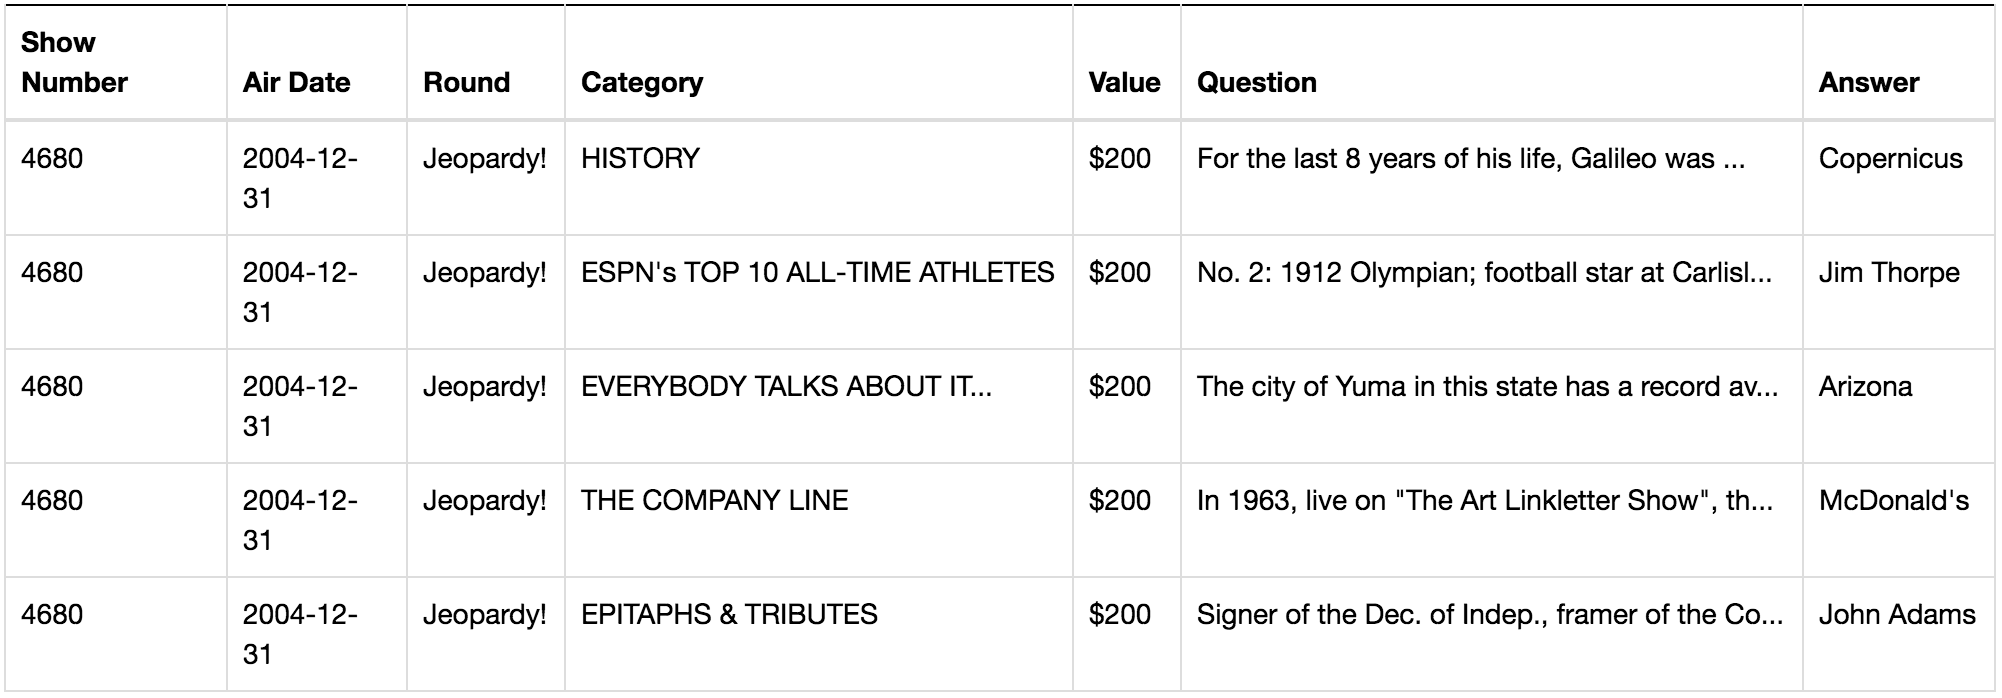 Show Number Air Date Round Category Value Question Answer
4680 2004-12-31 Jeopardy! HISTORY $200 For the last 8 years of his life, Galileo was ... Copernicus
4680 2004-12-31 Jeopardy! ESPN's TOP 10 ALL-TIME ATHLETES $200 No. 2: 1912 Olympian; football star at Carlisl... Jim Thorpe
4680 2004-12-31 Jeopardy! EVERYBODY TALKS ABOUT IT... $200 The city of Yuma in this state has a record av... Arizona
4680 2004-12-31 Jeopardy! THE COMPANY LINE $200 In 1963, live on "The Art Linkletter Show", th... McDonald's
4680 2004-12-31 Jeopardy! EPITAPHS & TRIBUTES $200 Signer of the Dec. of Indep., framer of the Co... John Adams